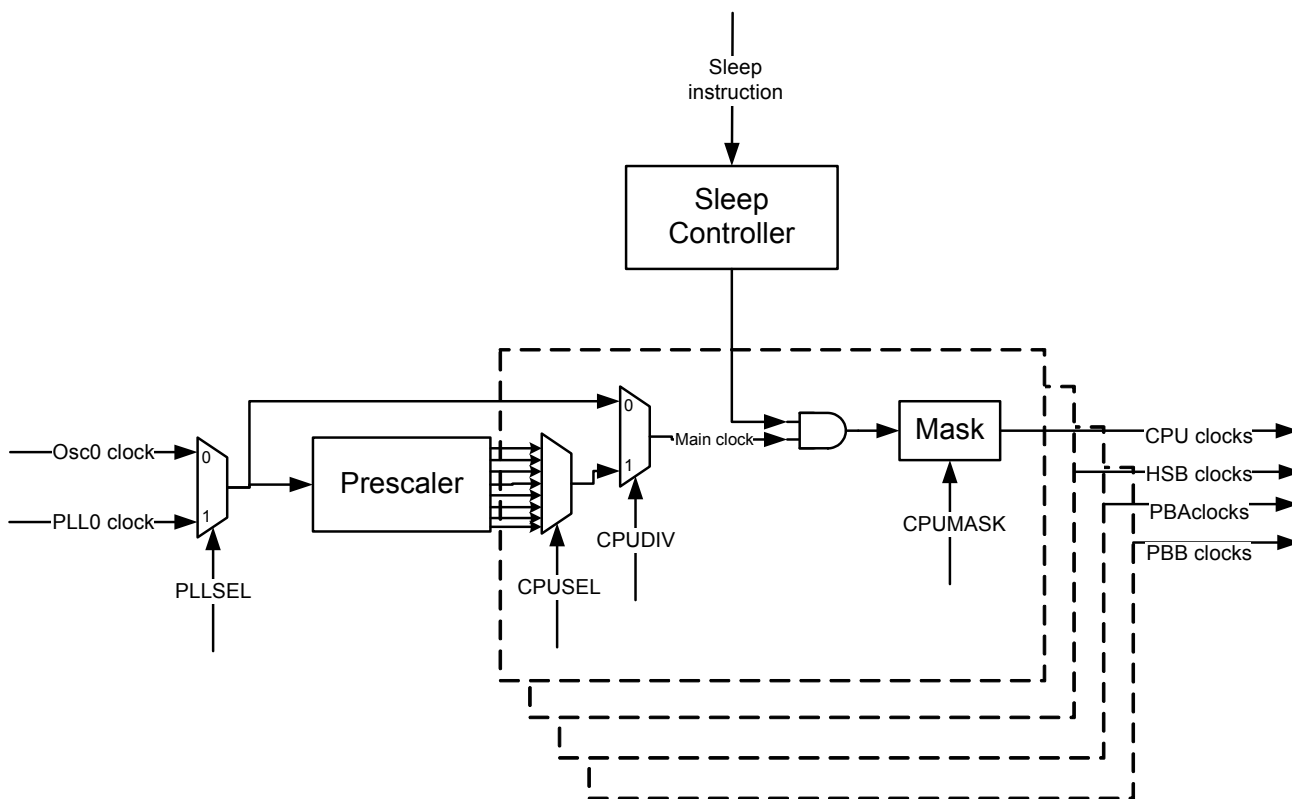 Sleep
instruction
Sleep
Controller
Osc0 clock
PLL0 clock
0
1
PLLSEL
Prescaler
CPUSEL
0
1
CPUDIV
Main clock
Mask
CPUMASK
CPU clocks
HSB clocks
PBAclocks
PBB clocks